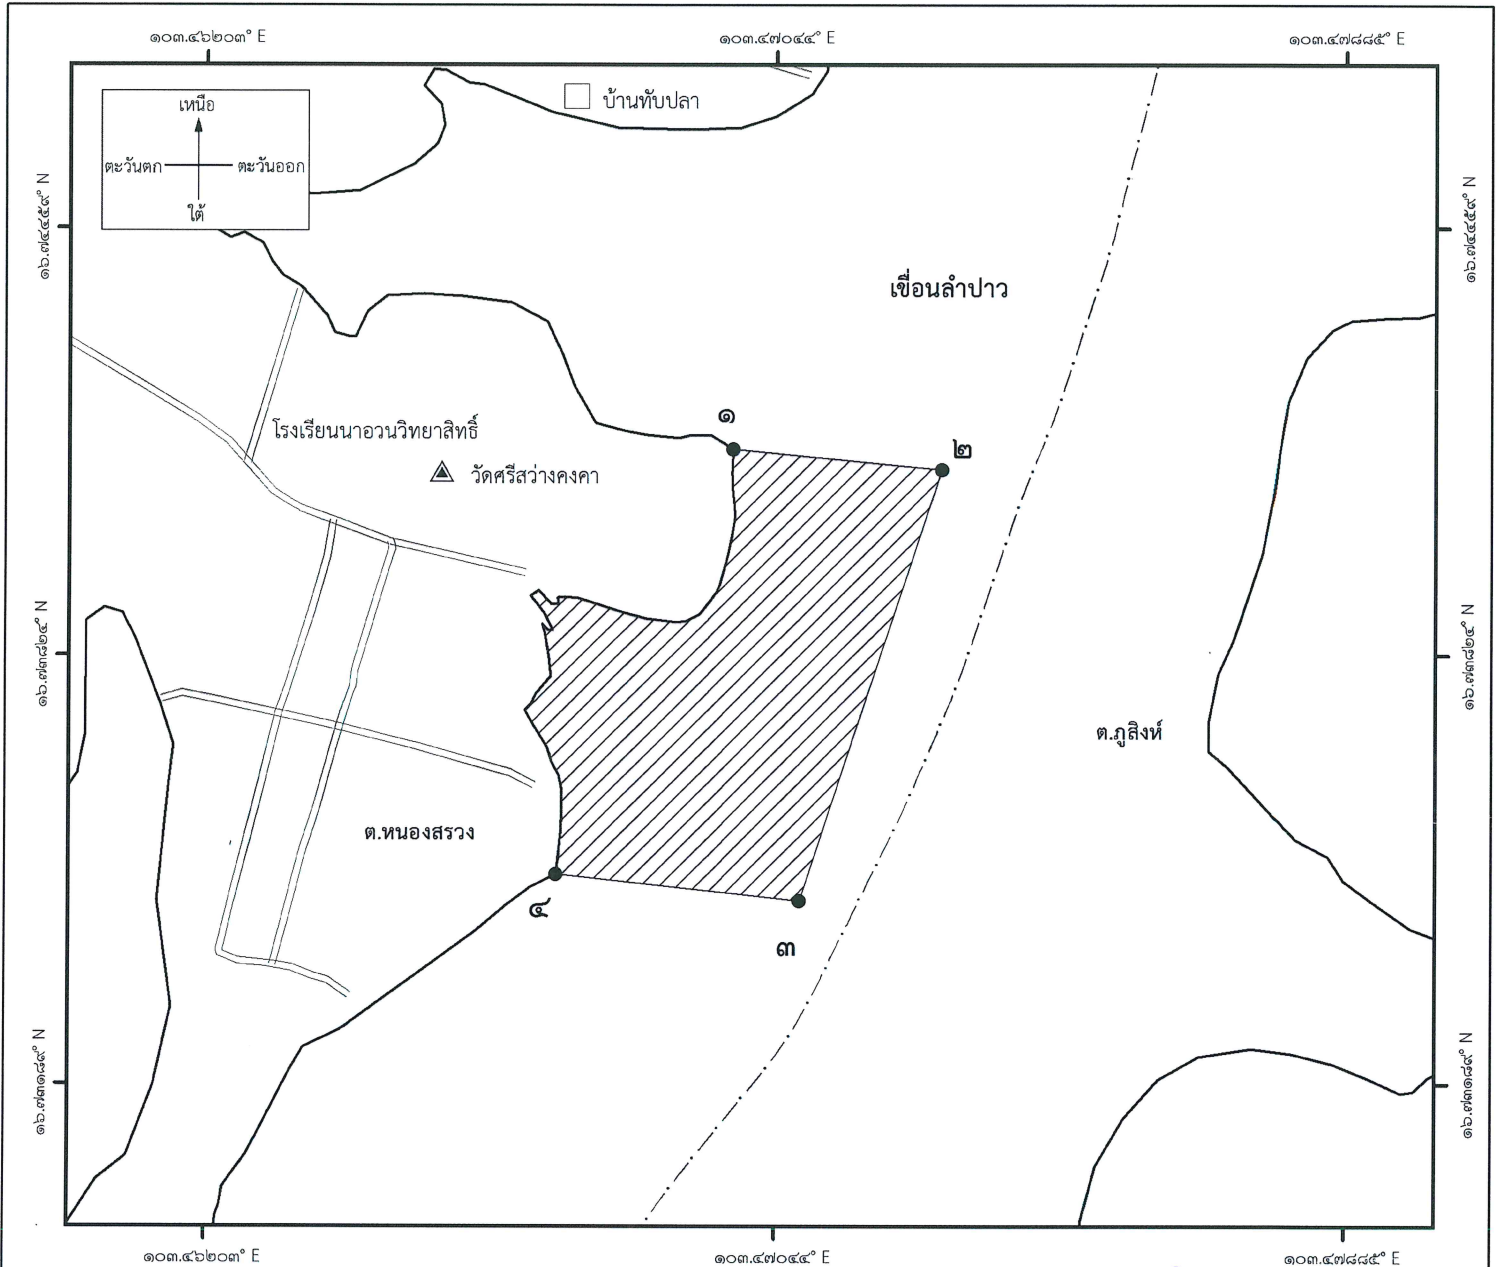 ๑๐๓.๔๖๒๐๓° E
๑๐๓.๔๗๐๔๔° E
๑๐๓.๔๗๘๘๕° E
บ้านทับปลา
เหนือ
ตะวันตก
ตะวันออก
ใต้
๑๖.๗๔๔๕๙° N
๑๖.๗๔๔๕๙° N
เขื่อนลำปาว
๑
๒
โรงเรียนนาอวนวิทยาสิทธิ์
วัดศรีสว่างคงคา
๑๖.๗๓๘๒๔° N
๑๖.๗๓๘๒๔° N
ต.ภูสิงห์
ต.หนองสรวง
๔
๓
๑๖.๗๓๑๘๙° N
๑๖.๗๓๑๘๙° N
๑๐๓.๔๖๒๐๓° E
๑๐๓.๔๗๐๔๔° E
๑๐๓.๔๗๘๘๕° E